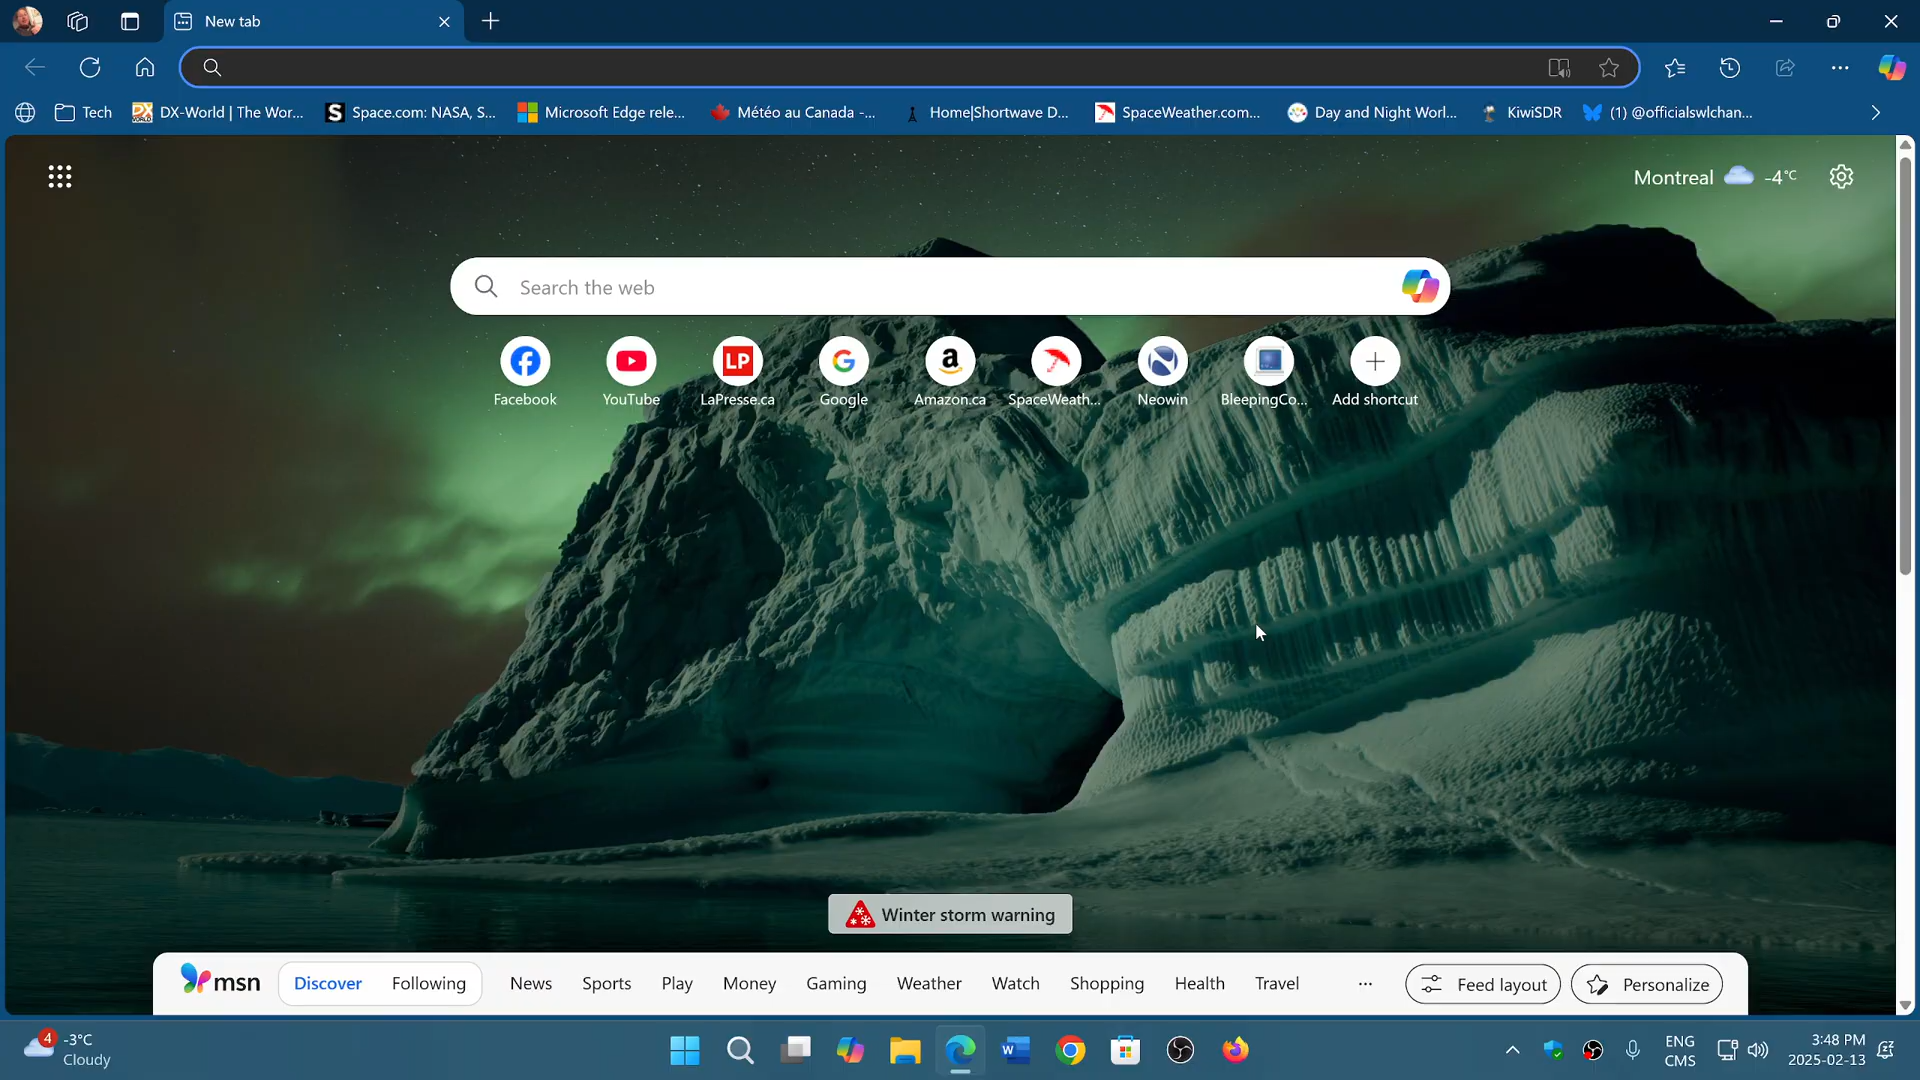 New tab
Tech
DX-World | The Wor...
Space.com: NASA, S...
Microsoft Edge rele...
Météo au Canada -...
Home|Shortwave D...
SpaceWeather.com...
Day and Night Worl...
KiwiSDR
(1) @officialswlchan...
Montreal -4°C
Search the web
LP
Facebook
YouTube
LaPresse.ca
Google
Amazon.ca
SpaceWeath...
Neowin
BleepingCo...
Add shortcut
Winter storm warning
msn
Discover
Following
News
Sports
Play
Money
Gaming
Weather
Watch
Shopping
Health
Travel
...
Feed layout
Personalize
4
-3°C
Cloudy
ENG
CMS
3:48 PM
2025-02-13